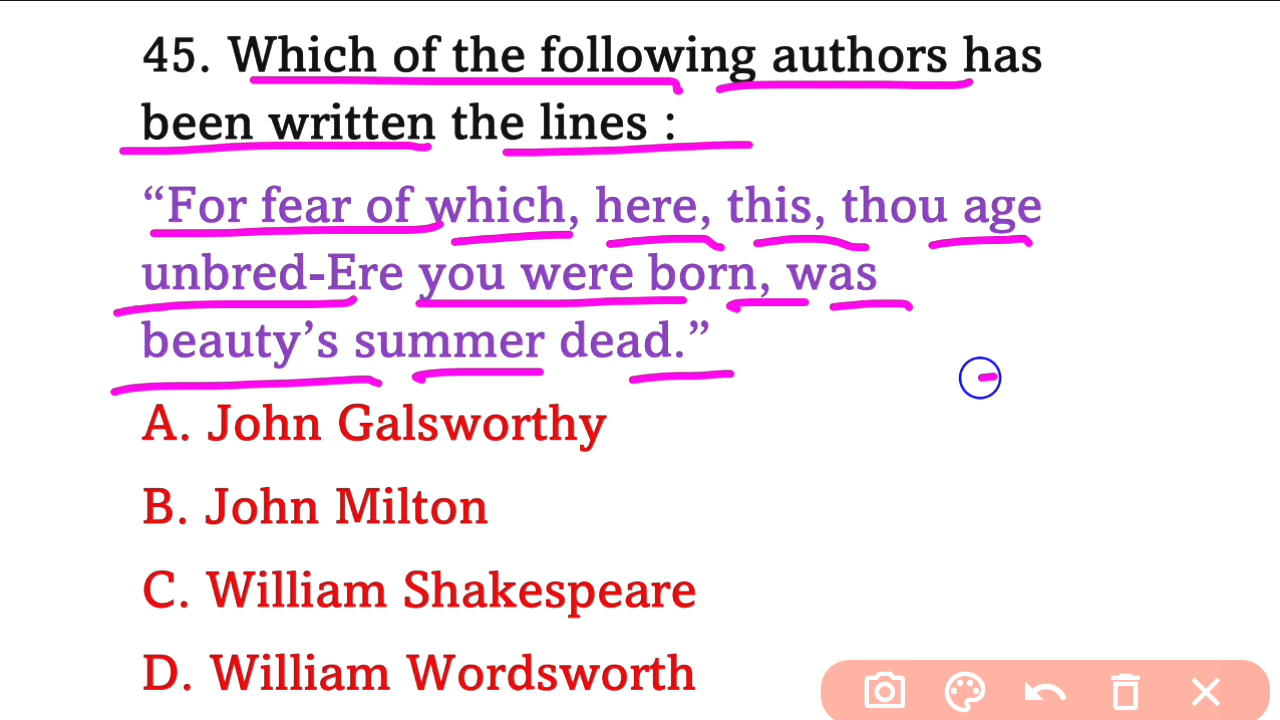 45. Which of the following authors has
been written the lines :
“For fear of which, here, this, thou age
unbred-Ere you were born, was
beauty’s summer dead.”
A. John Galsworthy
B. John Milton
C. William Shakespeare
D. William Wordsworth